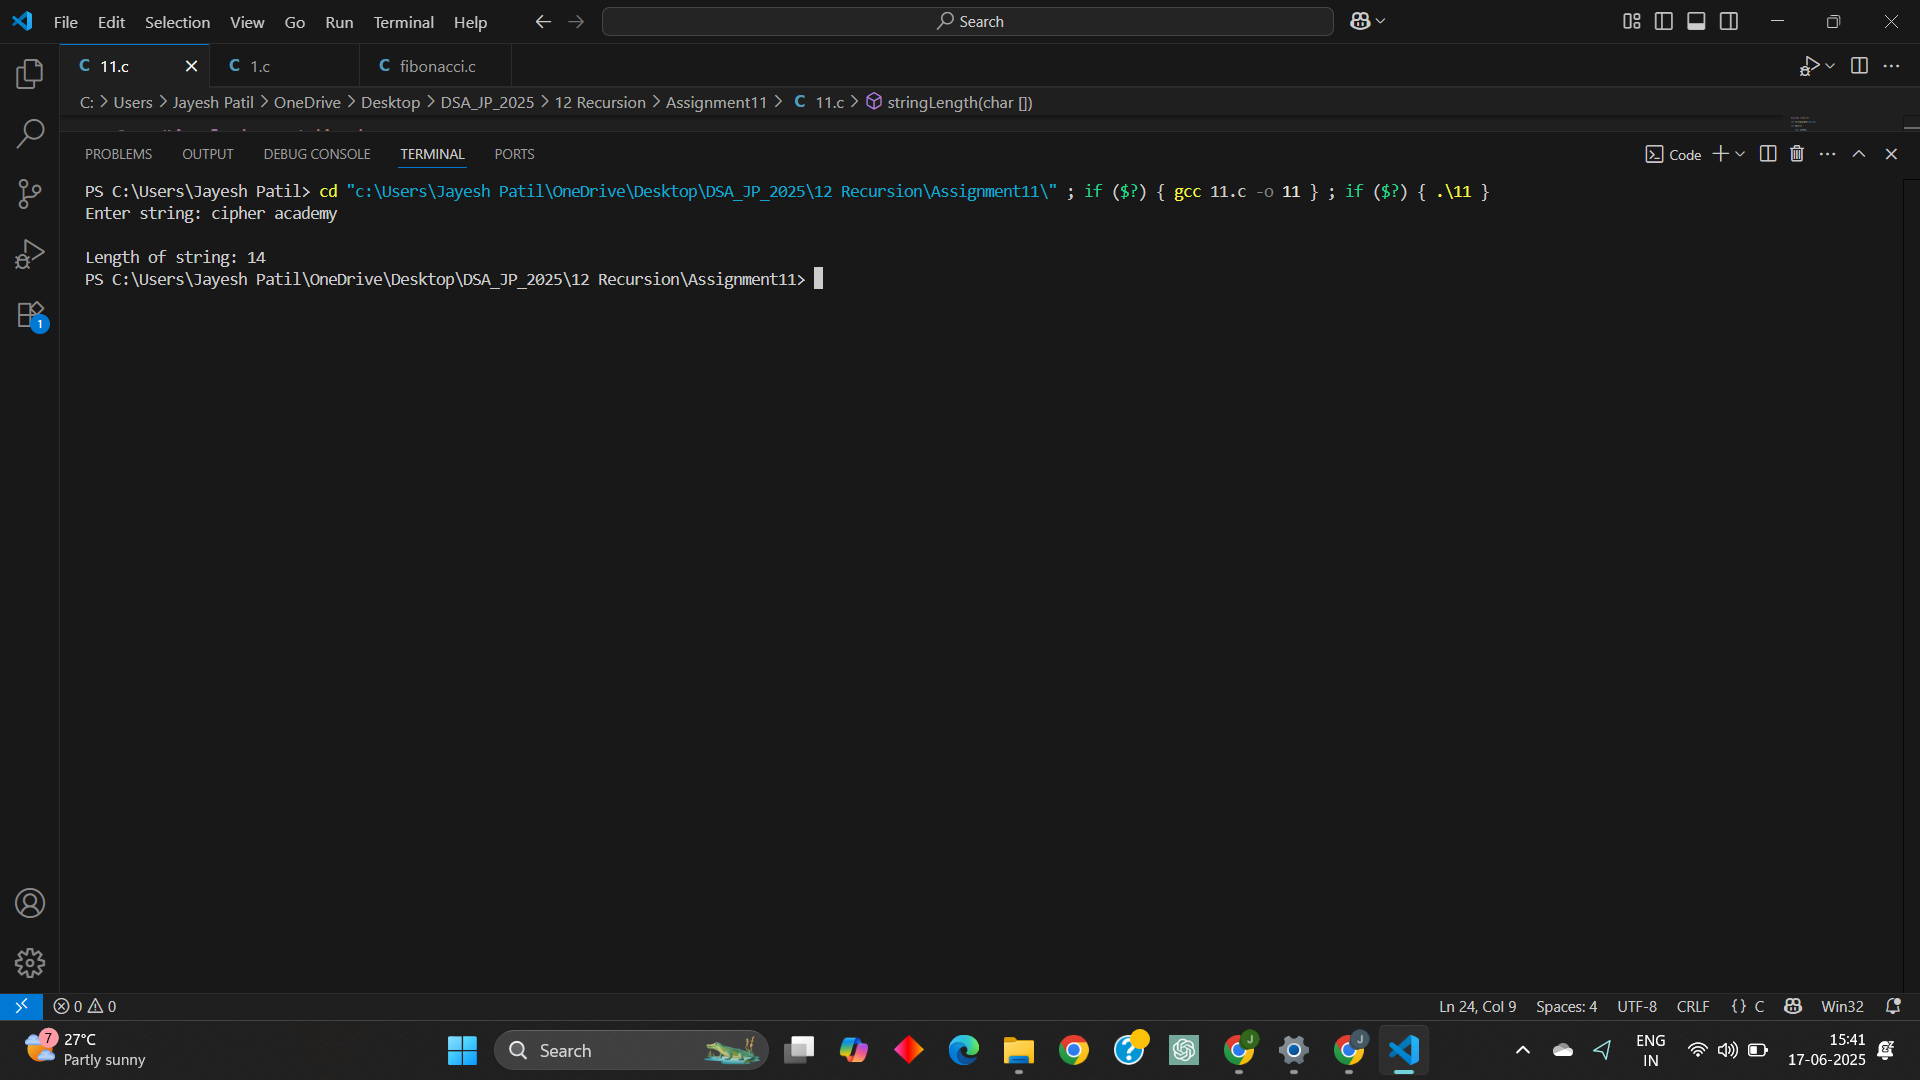 File Edit Selection View Go Run Terminal Help Search
C 11.c C 1.c C fibonacci.c
C: > Users > Jayesh Patil > OneDrive > Desktop > DSA_JP_2025 > 12 Recursion > Assignment11 > C 11.c > stringLength(char [])
PROBLEMS OUTPUT DEBUG CONSOLE TERMINAL PORTS Code
PS C:\Users\Jayesh Patil> cd "c:\Users\Jayesh Patil\OneDrive\Desktop\DSA_JP_2025\12 Recursion\Assignment11\" ; if ($?) { gcc 11.c -o 11 } ; if ($?) { .\11 }
Enter string: cipher academy
Length of string: 14
PS C:\Users\Jayesh Patil\OneDrive\Desktop\DSA_JP_2025\12 Recursion\Assignment11>
1
0 0 Ln 24, Col 9 Spaces: 4 UTF-8 CRLF {} C Win32
7 27°C
Partly sunny
Search
J J
ENG
IN
15:41
17-06-2025